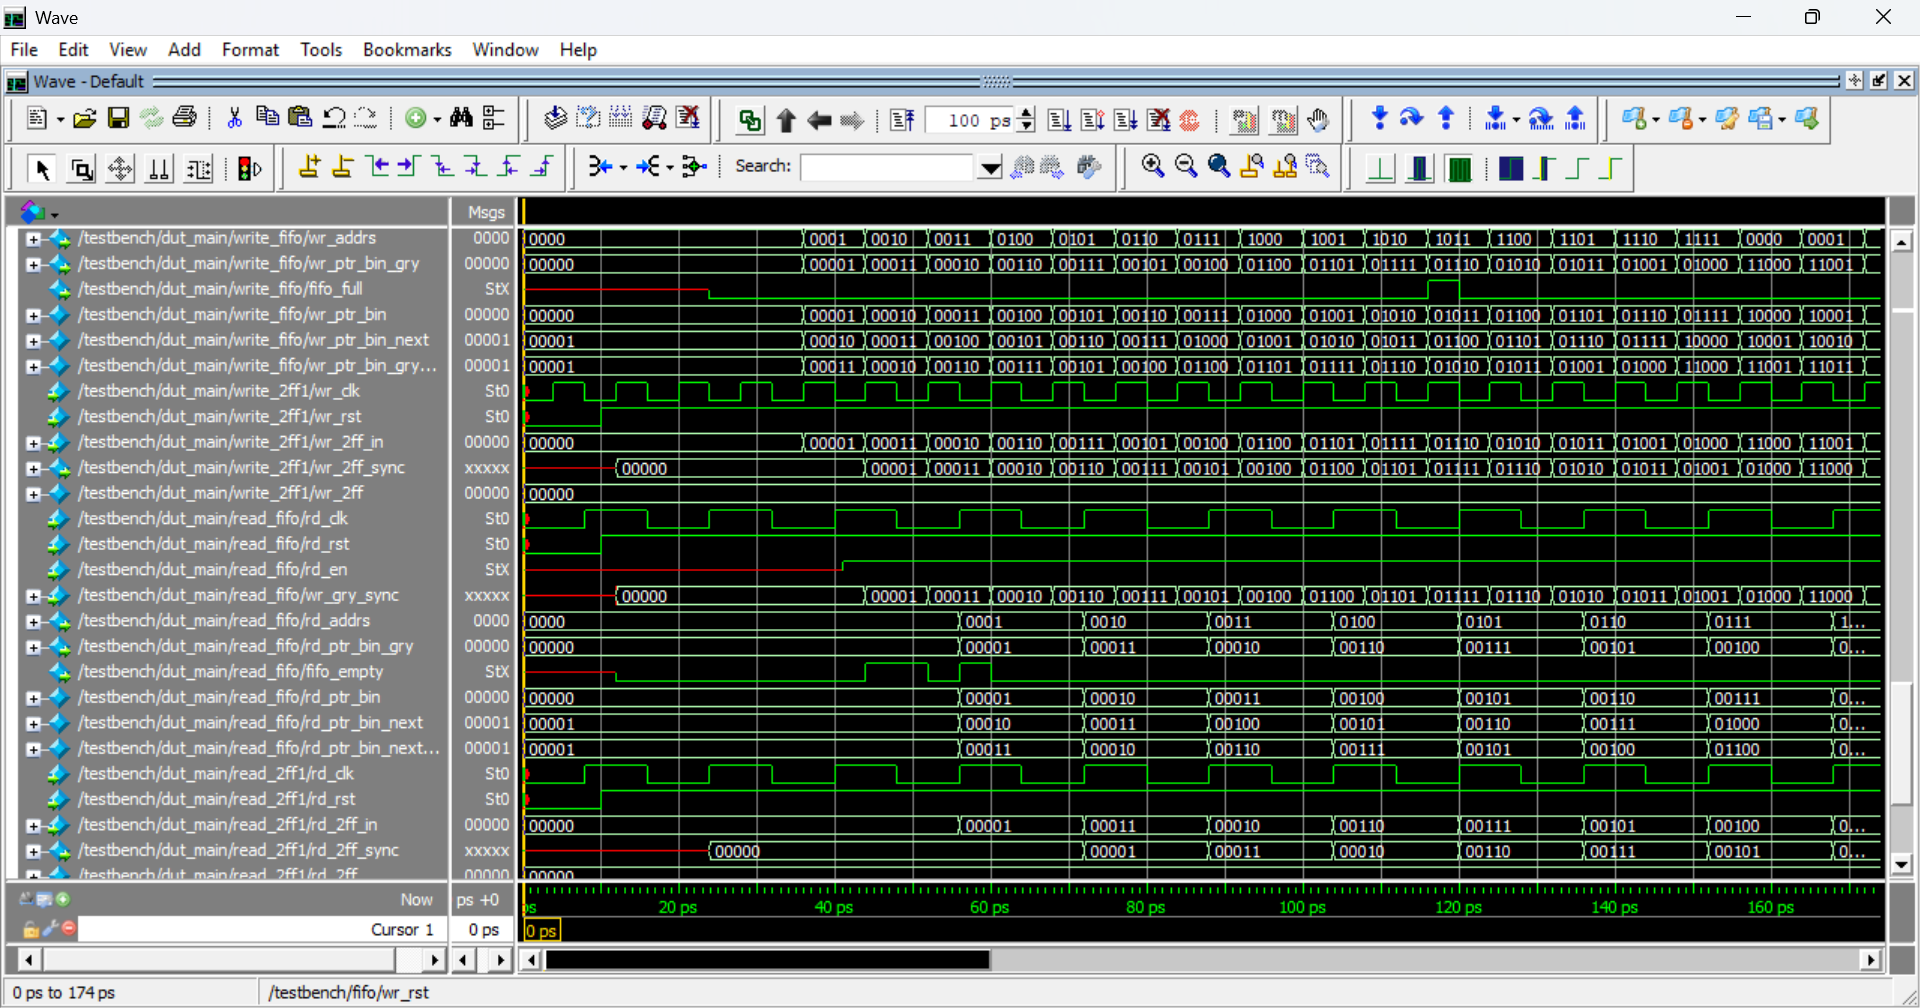 Wave
File Edit View Add Format Tools Bookmarks Window Help
Wave - Default
100 ps
Search:
Msgs
/testbench/dut_main/write_fifo/wr_addrs 0000 0000 0001 0010 0011 0100 0101 0110 0111 1000 1001 1010 1011 1100 1101 1110 1111 0000 0001
/testbench/dut_main/write_fifo/wr_ptr_bin_gry 00000 00000 00001 00011 00010 00110 00111 00101 00100 01100 01101 01111 01110 01010 01011 01001 01000 11000 11001
/testbench/dut_main/write_fifo/fifo_full StX
/testbench/dut_main/write_fifo/wr_ptr_bin 00000 00000 00001 00010 00011 00100 00101 00110 00111 01000 01001 01010 01011 01100 01101 01110 01111 10000 10001
/testbench/dut_main/write_fifo/wr_ptr_bin_next 00001 00001 00010 00011 00100 00101 00110 00111 01000 01001 01010 01011 01100 01101 01110 01111 10000 10001 10010
/testbench/dut_main/write_fifo/wr_ptr_bin_gry... 00001 00001 00011 00010 00110 00111 00101 00100 01100 01101 01111 01110 01010 01011 01001 01000 11000 11001 11011
/testbench/dut_main/write_2ff1/wr_clk St0
/testbench/dut_main/write_2ff1/wr_rst St0
/testbench/dut_main/write_2ff1/wr_2ff_in 00000 00000 00001 00011 00010 00110 00111 00101 00100 01100 01101 01111 01110 01010 01011 01001 01000 11000 11001
/testbench/dut_main/write_2ff1/wr_2ff_sync xxxxx 00000 00001 00011 00010 00110 00111 00101 00100 01100 01101 01111 01110 01010 01011 01001 01000 11000
/testbench/dut_main/write_2ff1/wr_2ff 00000 00000
/testbench/dut_main/read_fifo/rd_clk St0
/testbench/dut_main/read_fifo/rd_rst St0
/testbench/dut_main/read_fifo/rd_en StX
/testbench/dut_main/read_fifo/wr_gry_sync xxxxx 00000 00001 00011 00010 00110 00111 00101 00100 01100 01101 01111 01110 01010 01011 01001 01000 11000
/testbench/dut_main/read_fifo/rd_addrs 0000 0000 0001 0010 0011 0100 0101 0110 0111 1...
/testbench/dut_main/read_fifo/rd_ptr_bin_gry 00000 00000 00001 00011 00010 00110 00111 00101 00100 0...
/testbench/dut_main/read_fifo/fifo_empty StX
/testbench/dut_main/read_fifo/rd_ptr_bin 00000 00000 00001 00010 00011 00100 00101 00110 00111 0...
/testbench/dut_main/read_fifo/rd_ptr_bin_next 00001 00001 00010 00011 00100 00101 00110 00111 01000 0...
/testbench/dut_main/read_fifo/rd_ptr_bin_next... 00001 00001 00011 00010 00110 00111 00101 00100 01100 0...
/testbench/dut_main/read_2ff1/rd_clk St0
/testbench/dut_main/read_2ff1/rd_rst St0
/testbench/dut_main/read_2ff1/rd_2ff_in 00000 00000 00001 00011 00010 00110 00111 00101 00100 0...
/testbench/dut_main/read_2ff1/rd_2ff_sync xxxxx 00000 00001 00011 00010 00110 00111 00101 0...
/testbench/dut_main/read_2ff1/rd_2ff 00000 00000
Now ps +0 20 ps 40 ps 60 ps 80 ps 100 ps 120 ps 140 ps 160 ps
Cursor 1 0 ps 0 ps
0 ps to 174 ps /testbench/fifo/wr_rst